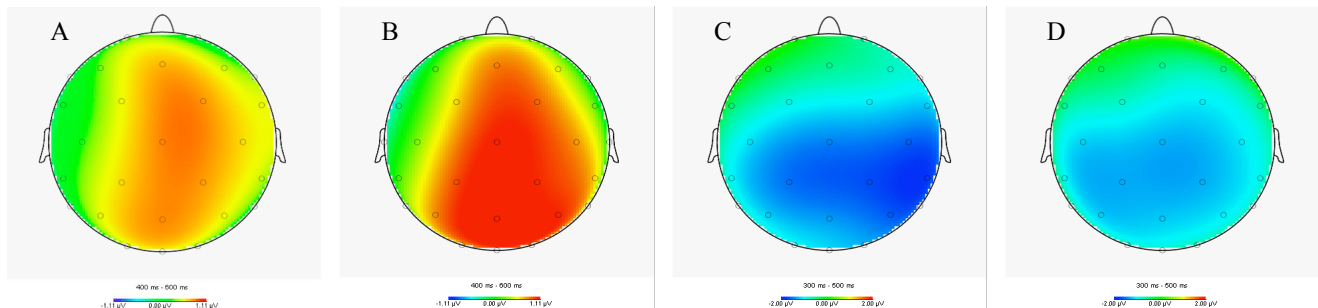 A
B
C
D
400 ms - 600 ms
-1.11 µV 0.00 µV 1.11 µV
400 ms - 600 ms
-1.11 µV 0.00 µV 1.11 µV
300 ms - 500 ms
-2.00 µV 0.00 µV 2.00 µV
300 ms - 500 ms
-2.00 µV 0.00 µV 2.00 µV